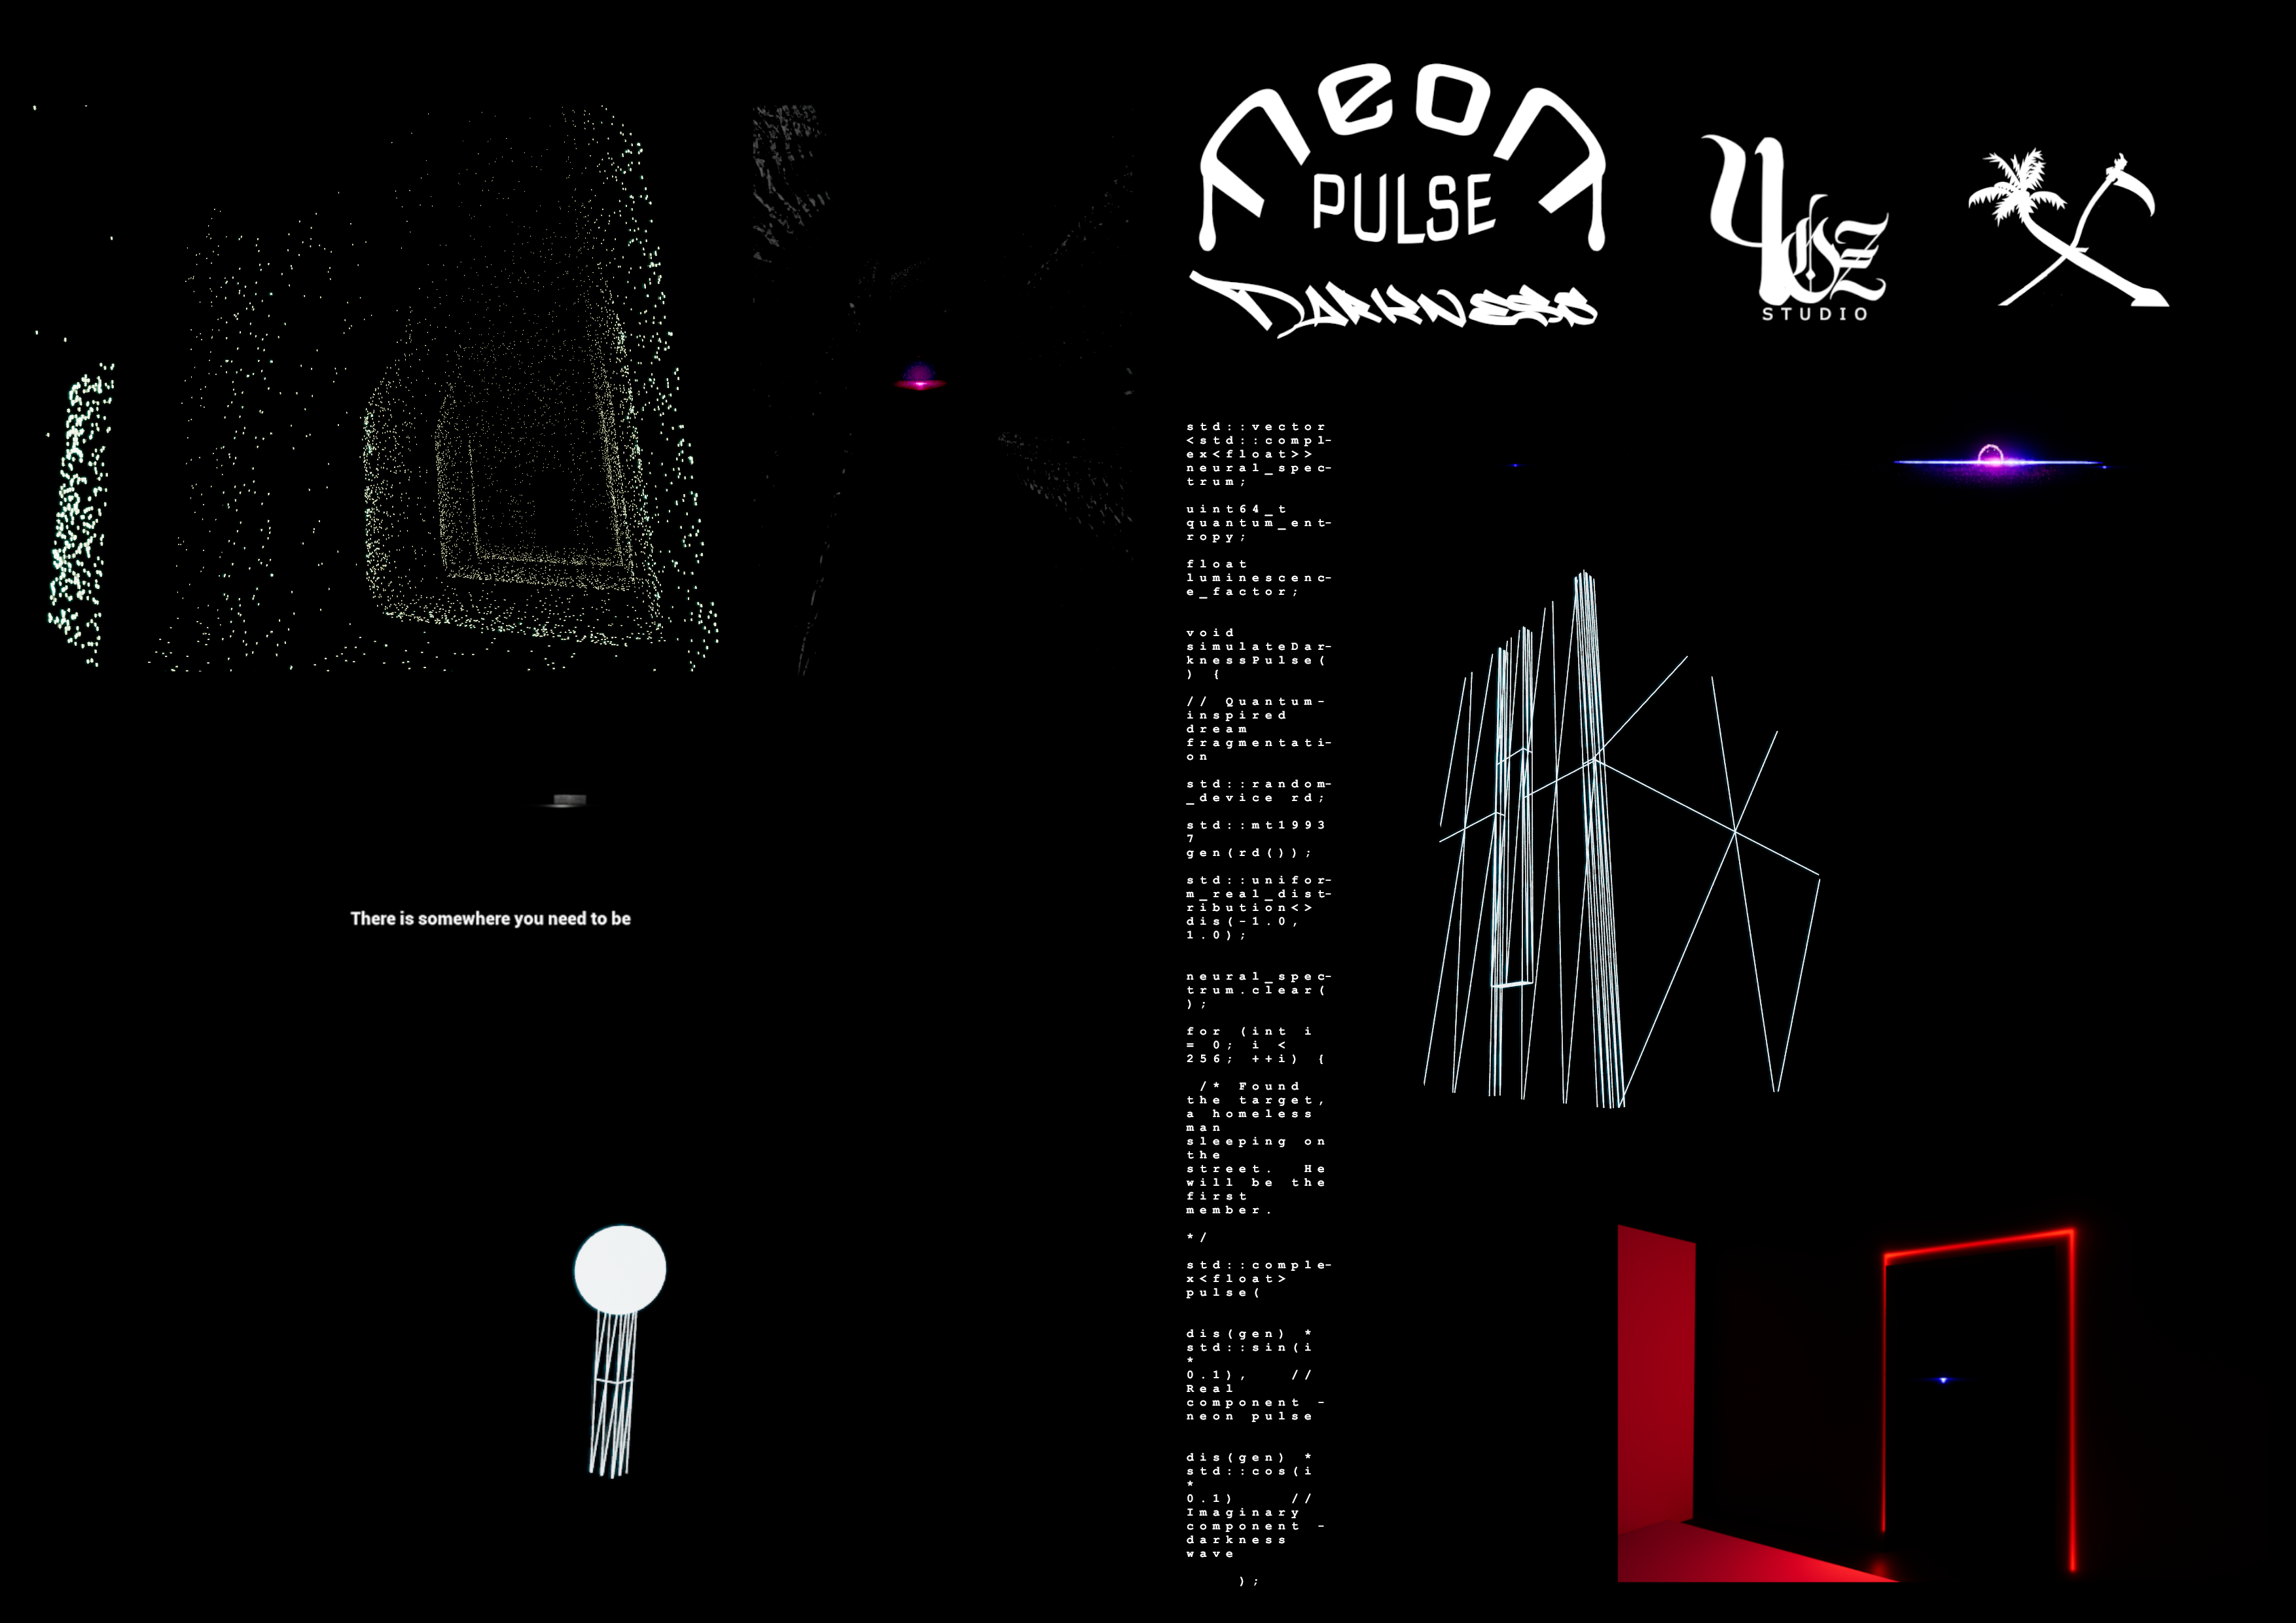 neon
PULSE
DARKNESS
4Oz
STUDIO
std::vector
<std::compl-
ex<float>>
neural_spec-
trum;
uint64_t
quantum_ent-
ropy;
float
luminescenc-
e_factor;
void
simulateDar-
knessPulse(
) {
// Quantum-
inspired
dream
fragmentati-
on
std::random-
_device rd;
std::mt1993
7
gen(rd());
std::unifor-
m_real_dist-
ribution<>
dis(-1.0,
1.0);
neural_spec-
trum.clear(
);
for (int i
= 0; i <
256; ++i) {
/* Found
the target,
a homeless
man
sleeping on
the
street. He
will be the
first
member.
*/
std::comple-
x<float>
pulse(
dis(gen) *
std::sin(i
*
0.1), //
Real
component -
neon pulse
dis(gen) *
std::cos(i
*
0.1) //
Imaginary
component -
darkness
wave
);
There is somewhere you need to be